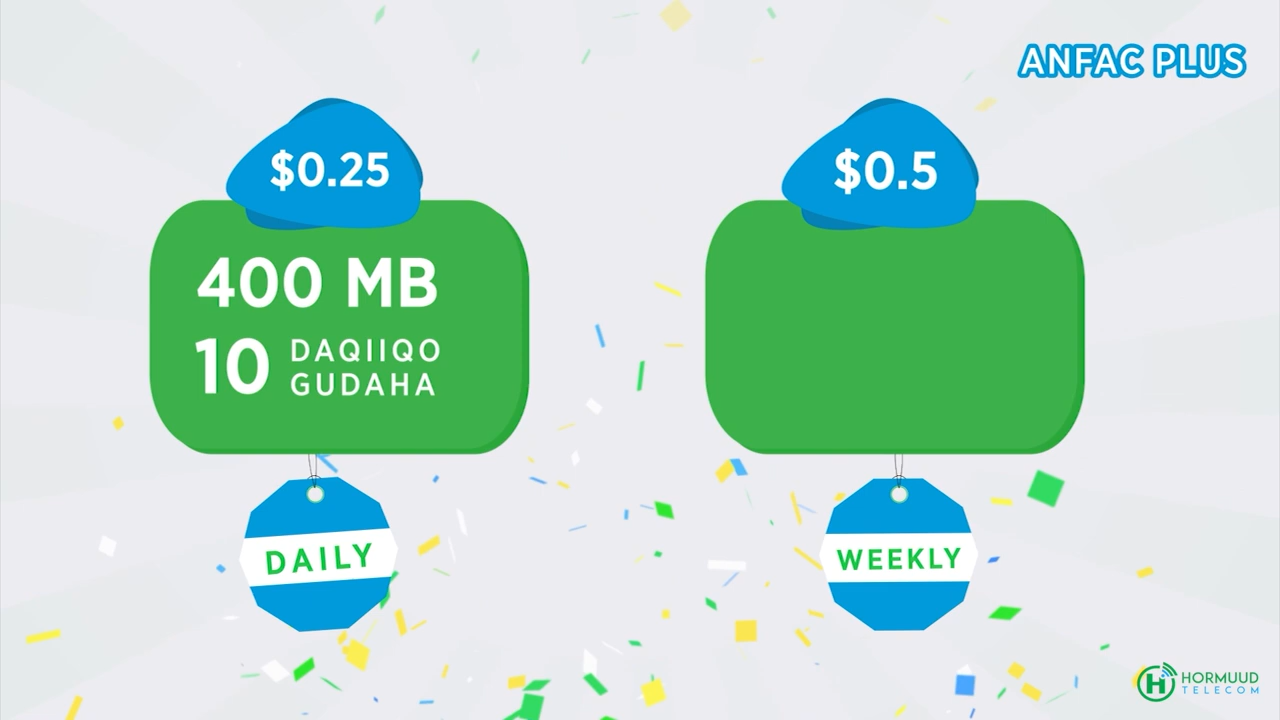 ANFAC PLUS
$0.25
400 MB
10 DAQIIQO
GUDAHA
DAILY
$0.5
WEEKLY
HORMUUD
TELECOM